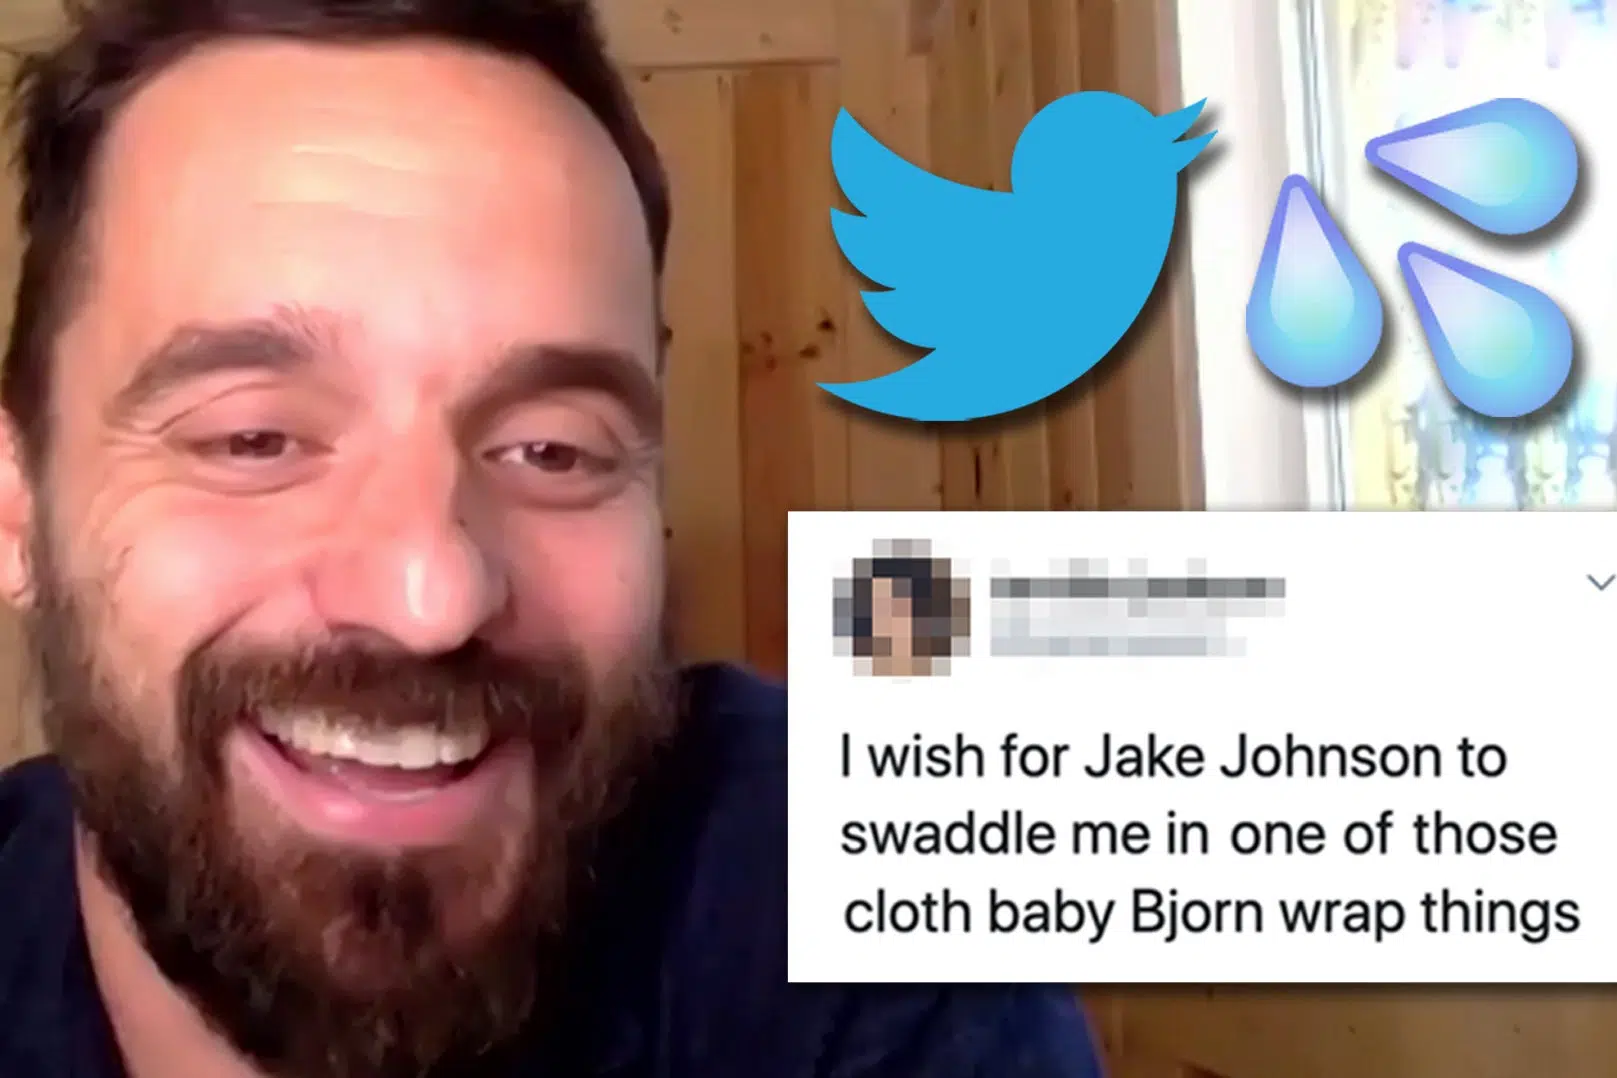 I wish for Jake Johnson to
swaddle me in one of those
cloth baby Bjorn wrap things